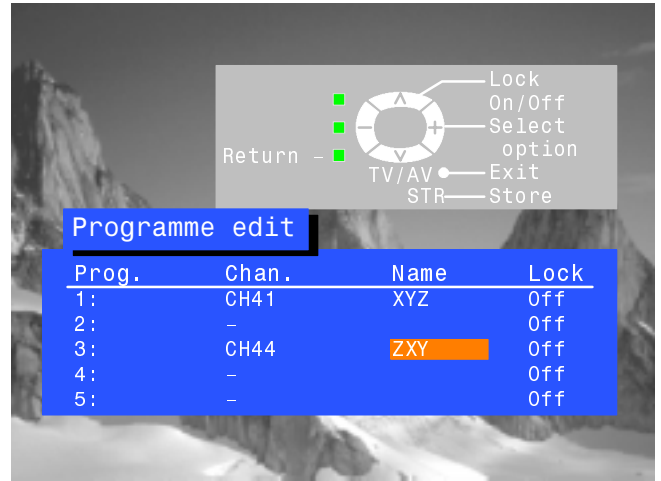 Lock
On/Off
Select
option
Return –
TV/AV
Exit
STR
Store
Programme edit
Prog. Chan. Name Lock
1: CH41 XYZ Off
2: – Off
3: CH44 ZXY Off
4: – Off
5: – Off